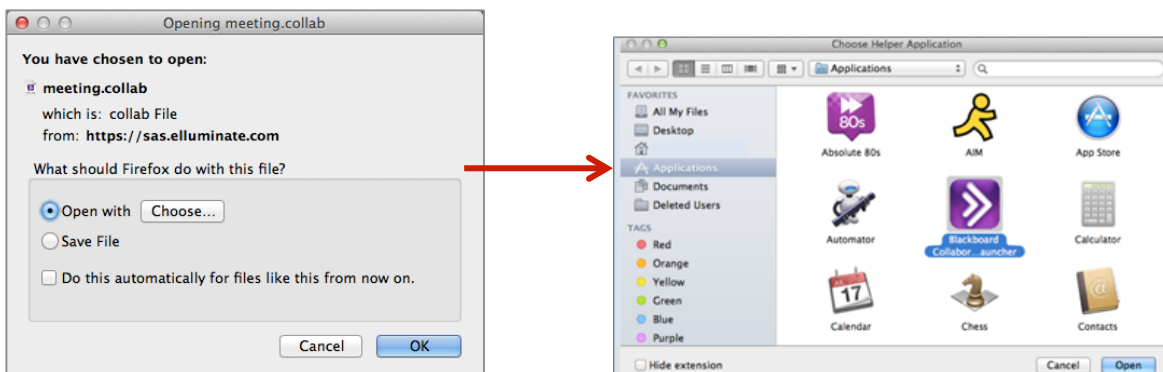 Opening meeting.collab
You have chosen to open:
meeting.collab
which is: collab File
from: https://sas.elluminate.com
What should Firefox do with this file?
Open with Choose...
Save File
Do this automatically for files like this from now on.
Cancel OK
Choose Helper Application
Applications
FAVORITES
All My Files
Desktop
Applications
Documents
Deleted Users
TAGS
Red
Orange
Yellow
Green
Blue
Purple
80s
Absolute 80s
AIM
App Store
Automator
Blackboard
Collabor...auncher
Calculator
17
Calendar
Chess
@
Contacts
Hide extension
Cancel Open